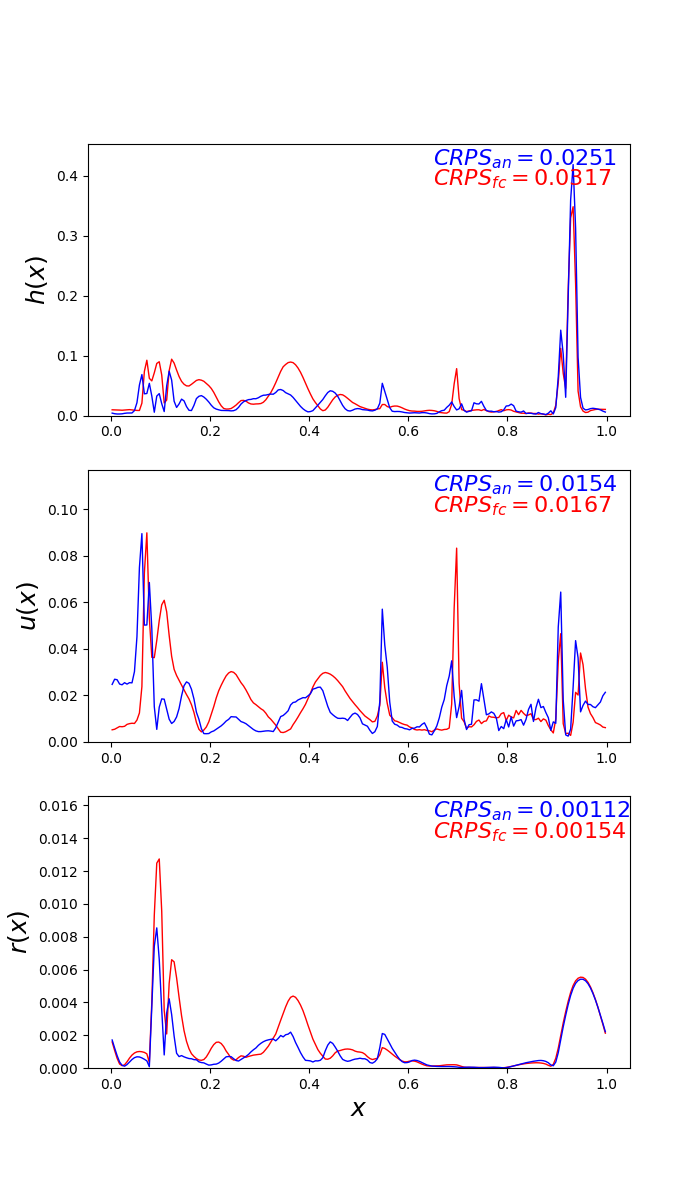 CRPS_an = 0.0251
CRPS_fc = 0.0317
0.4
0.3
0.2
0.1
0.0
h(x)
0.0 0.2 0.4 0.6 0.8 1.0
CRPS_an = 0.0154
CRPS_fc = 0.0167
0.10
0.08
0.06
0.04
0.02
0.00
u(x)
0.0 0.2 0.4 0.6 0.8 1.0
CRPS_an = 0.00112
CRPS_fc = 0.00154
0.016
0.014
0.012
0.010
0.008
0.006
0.004
0.002
0.000
r(x)
0.0 0.2 0.4 0.6 0.8 1.0
x